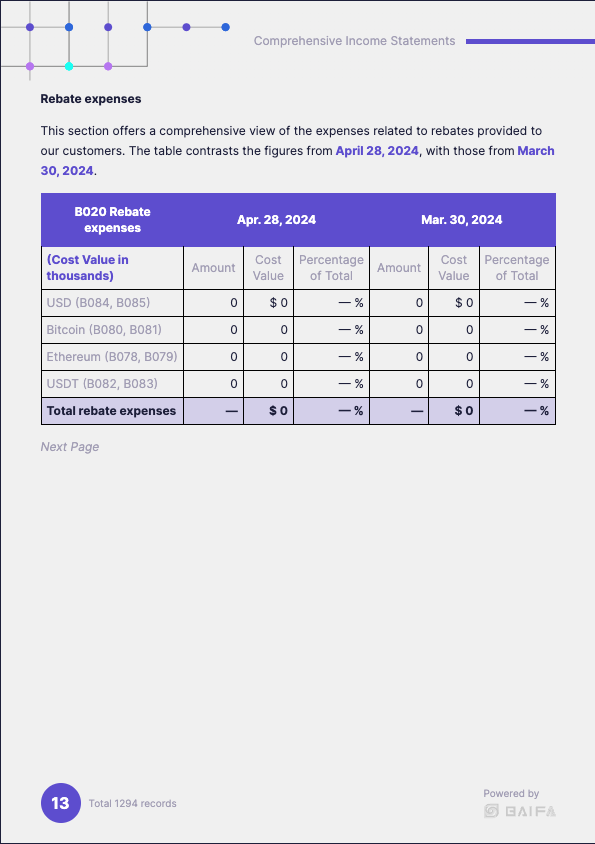 Comprehensive Income Statements
Rebate expenses
This section offers a comprehensive view of the expenses related to rebates provided to
our customers. The table contrasts the figures from April 28, 2024, with those from March
30, 2024.
B020 Rebate
expenses
Apr. 28, 2024
Mar. 30, 2024
(Cost Value in
thousands)
Amount
Cost
Value
Percentage
of Total
Amount
Cost
Value
Percentage
of Total
USD (B084, B085) 0 $ 0 — % 0 $ 0 — %
Bitcoin (B080, B081) 0 0 — % 0 0 — %
Ethereum (B078, B079) 0 0 — % 0 0 — %
USDT (B082, B083) 0 0 — % 0 0 — %
Total rebate expenses — $ 0 — % — $ 0 — %
Next Page
13 Total 1294 records
Powered by
BAIFA